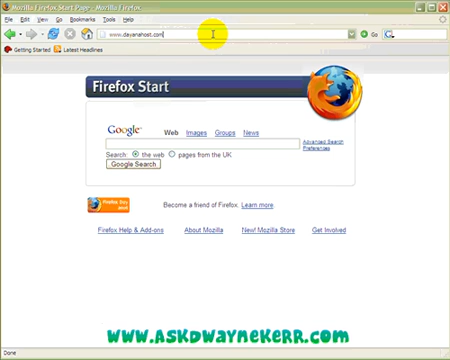 Mozilla Firefox Start Page - Mozilla Firefox
File Edit View Go Bookmarks Tools Help
www.davanahost.com Go
Getting Started Latest Headlines
Firefox Start
Google Web Images Groups News
Advanced Search
Preferences
Search: the web pages from the UK
Google Search
Become a friend of Firefox. Learn more.
Firefox Help & Add-ons About Mozilla New! Mozilla Store Get Involved
www.ASKDWAYNEKERR.com
Done